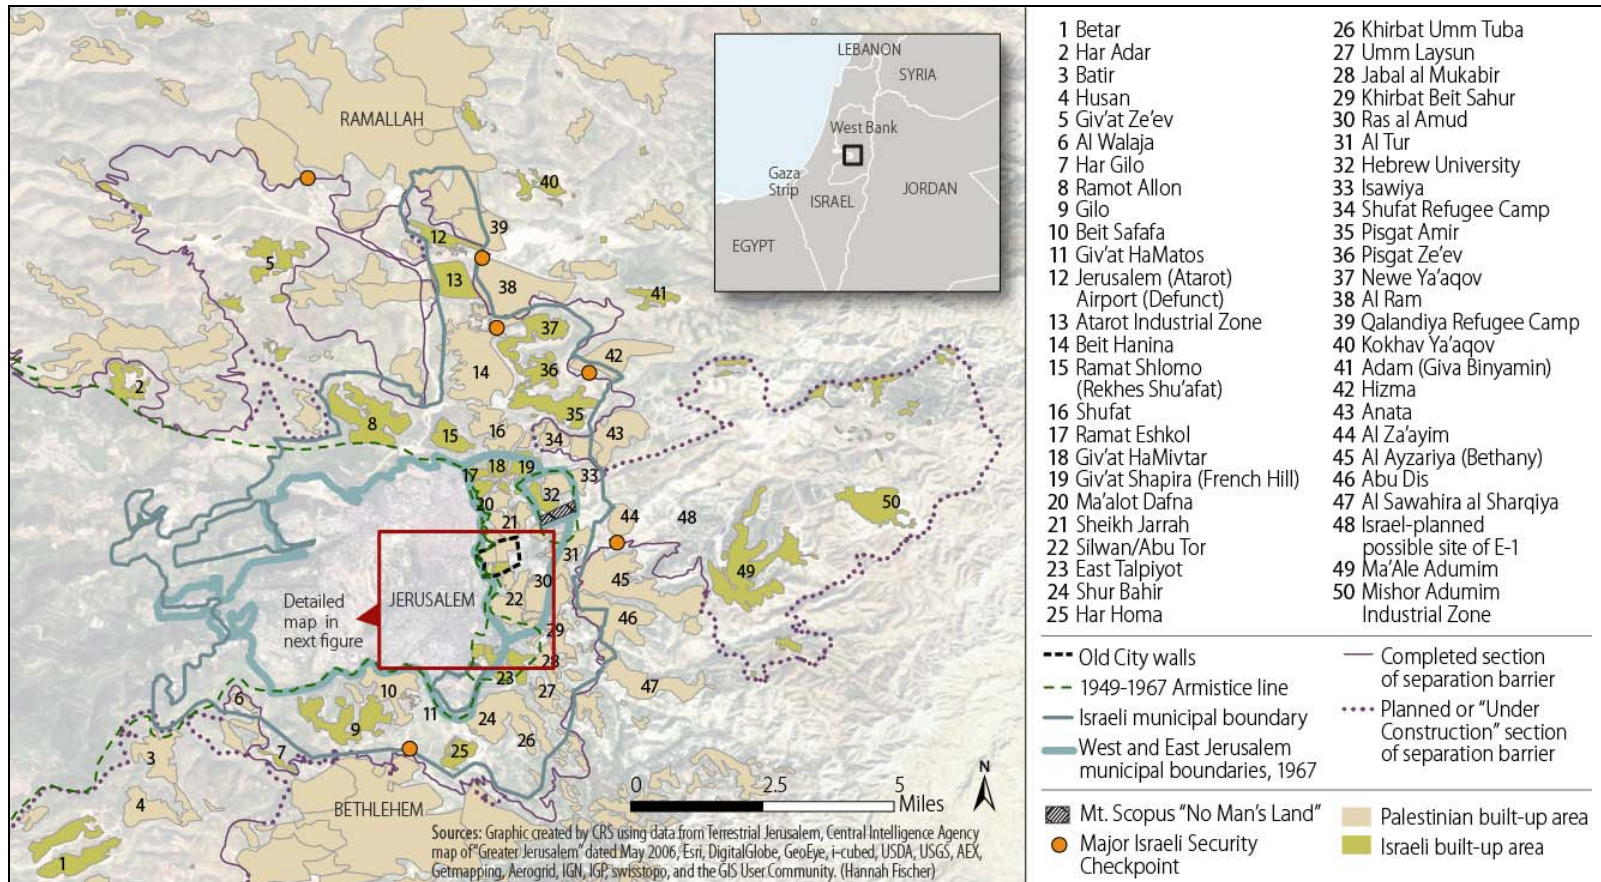 RAMALLAH
40
39
12
5
13
38
41
37
42
14
36
2
35
8
16
43
15
34
18
19
33
17
32
20
50
21
44
48
31
49
30
45
Detailed
map in
next figure
JERUSALEM
22
46
29
28
23
10
27
47
6
11
24
9
26
3
7
25
4
BETHLEHEM
1
0 2.5 5
Miles
N
Sources: Graphic created by CRS using data from Terrestrial Jerusalem, Central Intelligence Agency
map of "Greater Jerusalem" dated May 2006, Esri, DigitalGlobe, GeoEye, i-cubed, USDA, USGS, AEX,
Getmapping, Aerogrid, IGN, IGP, swisstopo, and the GIS User Community. (Hannah Fischer)
LEBANON
SYRIA
West Bank
Gaza
Strip
ISRAEL
JORDAN
EGYPT
1 Betar
2 Har Adar
3 Batir
4 Husan
5 Giv'at Ze'ev
6 Al Walaja
7 Har Gilo
8 Ramot Allon
9 Gilo
10 Beit Safafa
11 Giv'at HaMatos
12 Jerusalem (Atarot)
Airport (Defunct)
13 Atarot Industrial Zone
14 Beit Hanina
15 Ramat Shlomo
(Rekhes Shu'afat)
16 Shufat
17 Ramat Eshkol
18 Giv'at HaMivtar
19 Giv'at Shapira (French Hill)
20 Ma'alot Dafna
21 Sheikh Jarrah
22 Silwan/Abu Tor
23 East Talpiyot
24 Shur Bahir
25 Har Homa
26 Khirbat Umm Tuba
27 Umm Laysun
28 Jabal al Mukabir
29 Khirbat Beit Sahur
30 Ras al Amud
31 Al Tur
32 Hebrew University
33 Isawiya
34 Shufat Refugee Camp
35 Pisgat Amir
36 Pisgat Ze'ev
37 Newe Ya'aqov
38 Al Ram
39 Qalandiya Refugee Camp
40 Kokhav Ya'aqov
41 Adam (Giva Binyamin)
42 Hizma
43 Anata
44 Al Za'ayim
45 Al Ayzariya (Bethany)
46 Abu Dis
47 Al Sawahira al Sharqiya
48 Israel-planned
possible site of E-1
49 Ma'Ale Adumim
50 Mishor Adumim
Industrial Zone
Old City walls
1949-1967 Armistice line
Israeli municipal boundary
West and East Jerusalem
municipal boundaries, 1967
Completed section
of separation barrier
Planned or "Under
Construction" section
of separation barrier
Mt. Scopus "No Man's Land"
Major Israeli Security
Checkpoint
Palestinian built-up area
Israeli built-up area